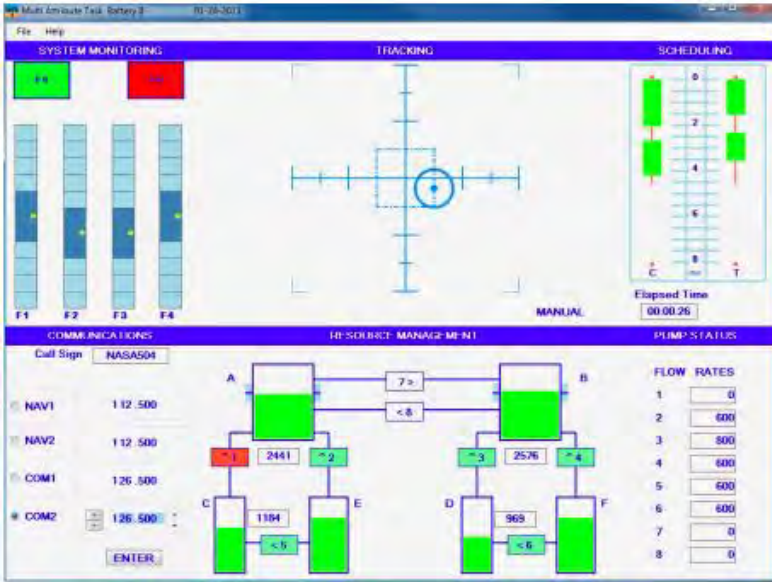 Multi Attribute Task Battery II
File Help
SYSTEM MONITORING TRACKING SCHEDULING
F1 F2 F3 F4
0
2
4
6
8
C T
Elapsed Time
00:00:26
MANUAL
COMMUNICATIONS RESOURCE MANAGEMENT PUMP STATUS
Call Sign NASA504
NAV1 112.500
NAV2 112.500
COM1 126.500
COM2 126.500
ENTER
A 7 > B
< 8
^ 1 2441 ^ 2 ^ 3 2576 ^ 4
C 1184 E D 969 F
< 5 < 6
FLOW RATES
1 0
2 600
3 800
4 600
5 600
6 600
7 0
8 0